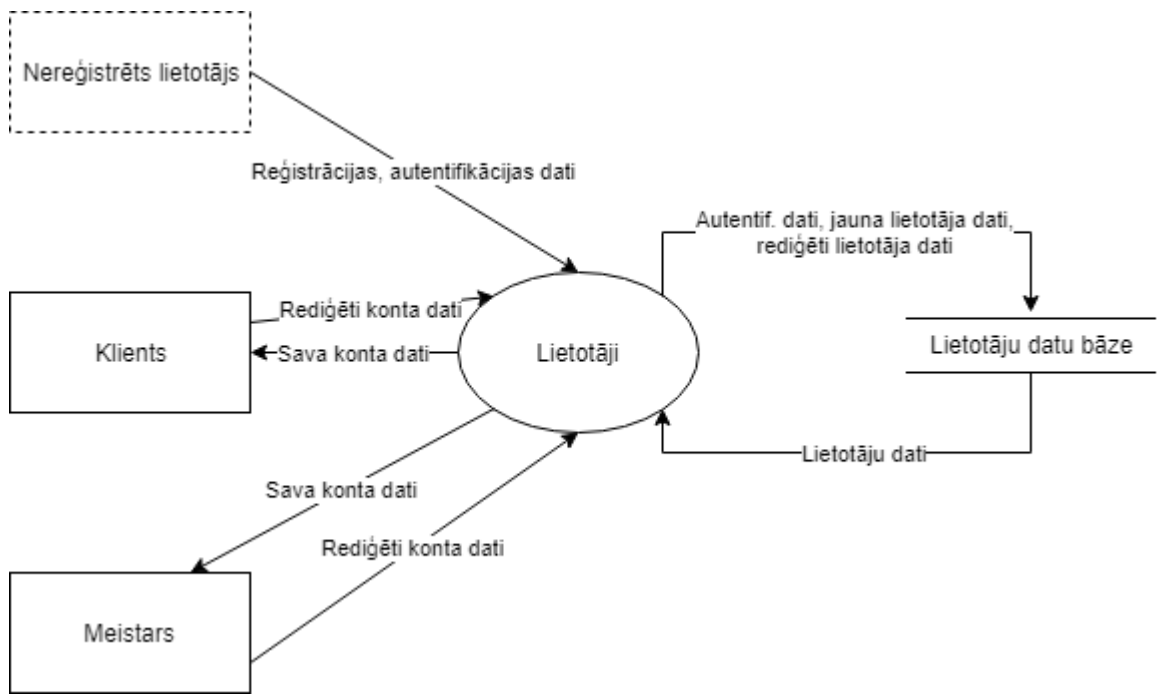 Nereģistrēts lietotājs
Reģistrācijas, autentifikācijas dati
Autentif. dati, jauna lietotāja dati,
rediģēti lietotāja dati
Rediģēti konta dati
Klients
Sava konta dati
Lietotāji
Lietotāju datu bāze
Lietotāju dati
Sava konta dati
Rediģēti konta dati
Meistars